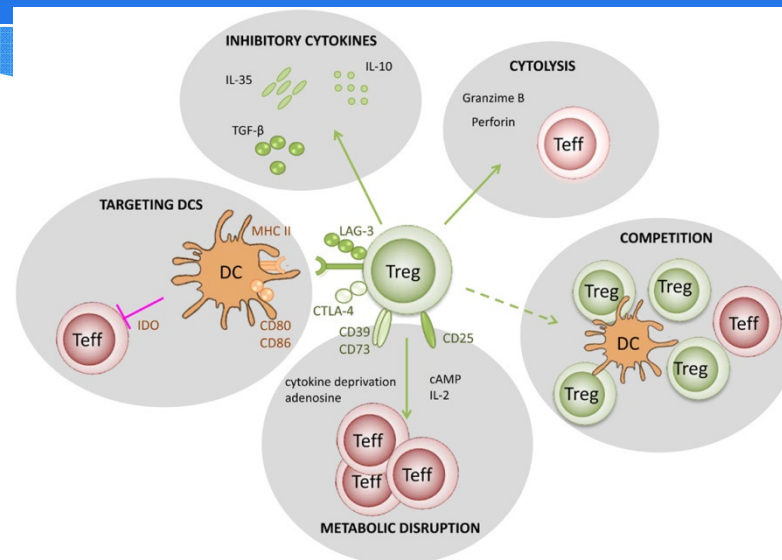 INHIBITORY CYTOKINES
IL-35
IL-10
TGF-β
CYTOLYSIS
Granzime B
Perforin
Teff
TARGETING DCS
MHC II
DC
IDO
Teff
CD80
CD86
LAG-3
Treg
CTLA-4
CD39
CD73
CD25
COMPETITION
Treg
Treg
Teff
DC
Treg
Treg
cytokine deprivation
adenosine
cAMP
IL-2
Teff
Teff
Teff
METABOLIC DISRUPTION